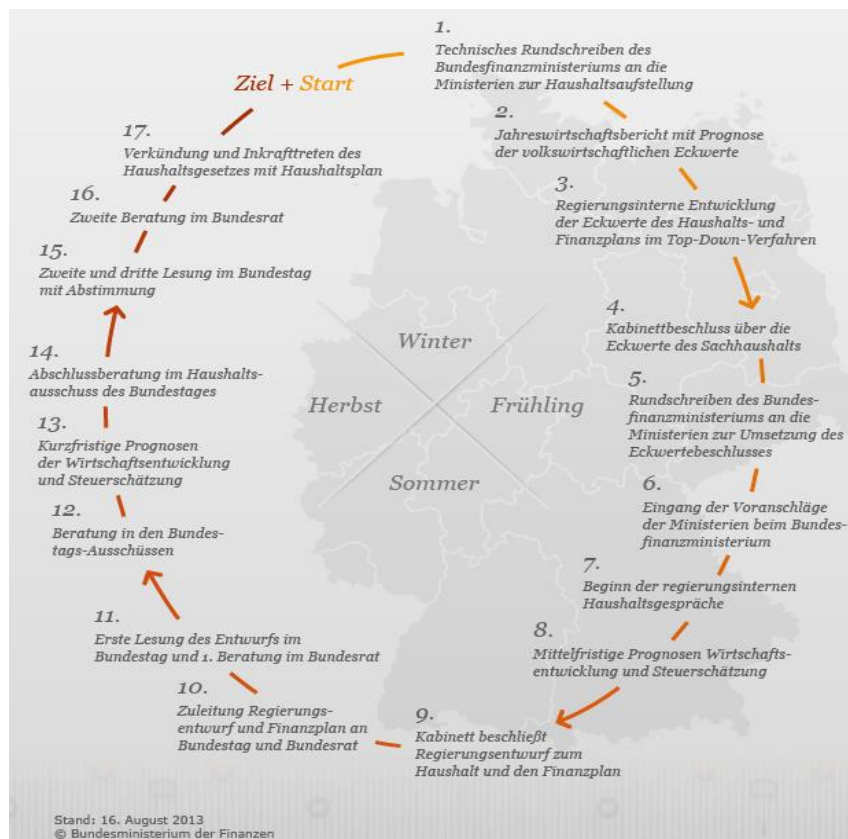 Ziel + Start
1.
Technisches Rundschreiben des
Bundesfinanzministeriums an die
Ministerien zur Haushaltsaufstellung
2.
Jahreswirtschaftsbericht mit Prognose
der volkswirtschaftlichen Eckwerte
3.
Regierungsinterne Entwicklung
der Eckwerte des Haushalts- und
Finanzplans im Top-Down-Verfahren
4.
Kabinettbeschluss über die
Eckwerte des Sachhaushalts
5.
Rundschreiben des Bundes-
finanzministeriums an die
Ministerien zur Umsetzung des
Eckwertebeschlusses
6.
Eingang der Voranschläge
der Ministerien beim Bundes-
finanzministerium
7.
Beginn der regierungsinternen
Haushaltsgespräche
8.
Mittelfristige Prognosen Wirtschafts-
entwicklung und Steuerschätzung
9.
Kabinett beschließt
Regierungsentwurf zum
Haushalt und den Finanzplan
10.
Zuleitung Regierungs-
entwurf und Finanzplan an
Bundestag und Bundesrat
11.
Erste Lesung des Entwurfs im
Bundestag und 1. Beratung im Bundesrat
12.
Beratung in den Bundes-
tags-Ausschüssen
13.
Kurzfristige Prognosen
der Wirtschaftsentwicklung
und Steuerschätzung
14.
Abschlussberatung im Haushalts-
ausschuss des Bundestages
15.
Zweite und dritte Lesung im Bundestag
mit Abstimmung
16.
Zweite Beratung im Bundesrat
17.
Verkündung und Inkrafttreten des
Haushaltsgesetzes mit Haushaltsplan
Winter
Herbst
Frühling
Sommer
Stand: 16. August 2013
© Bundesministerium der Finanzen